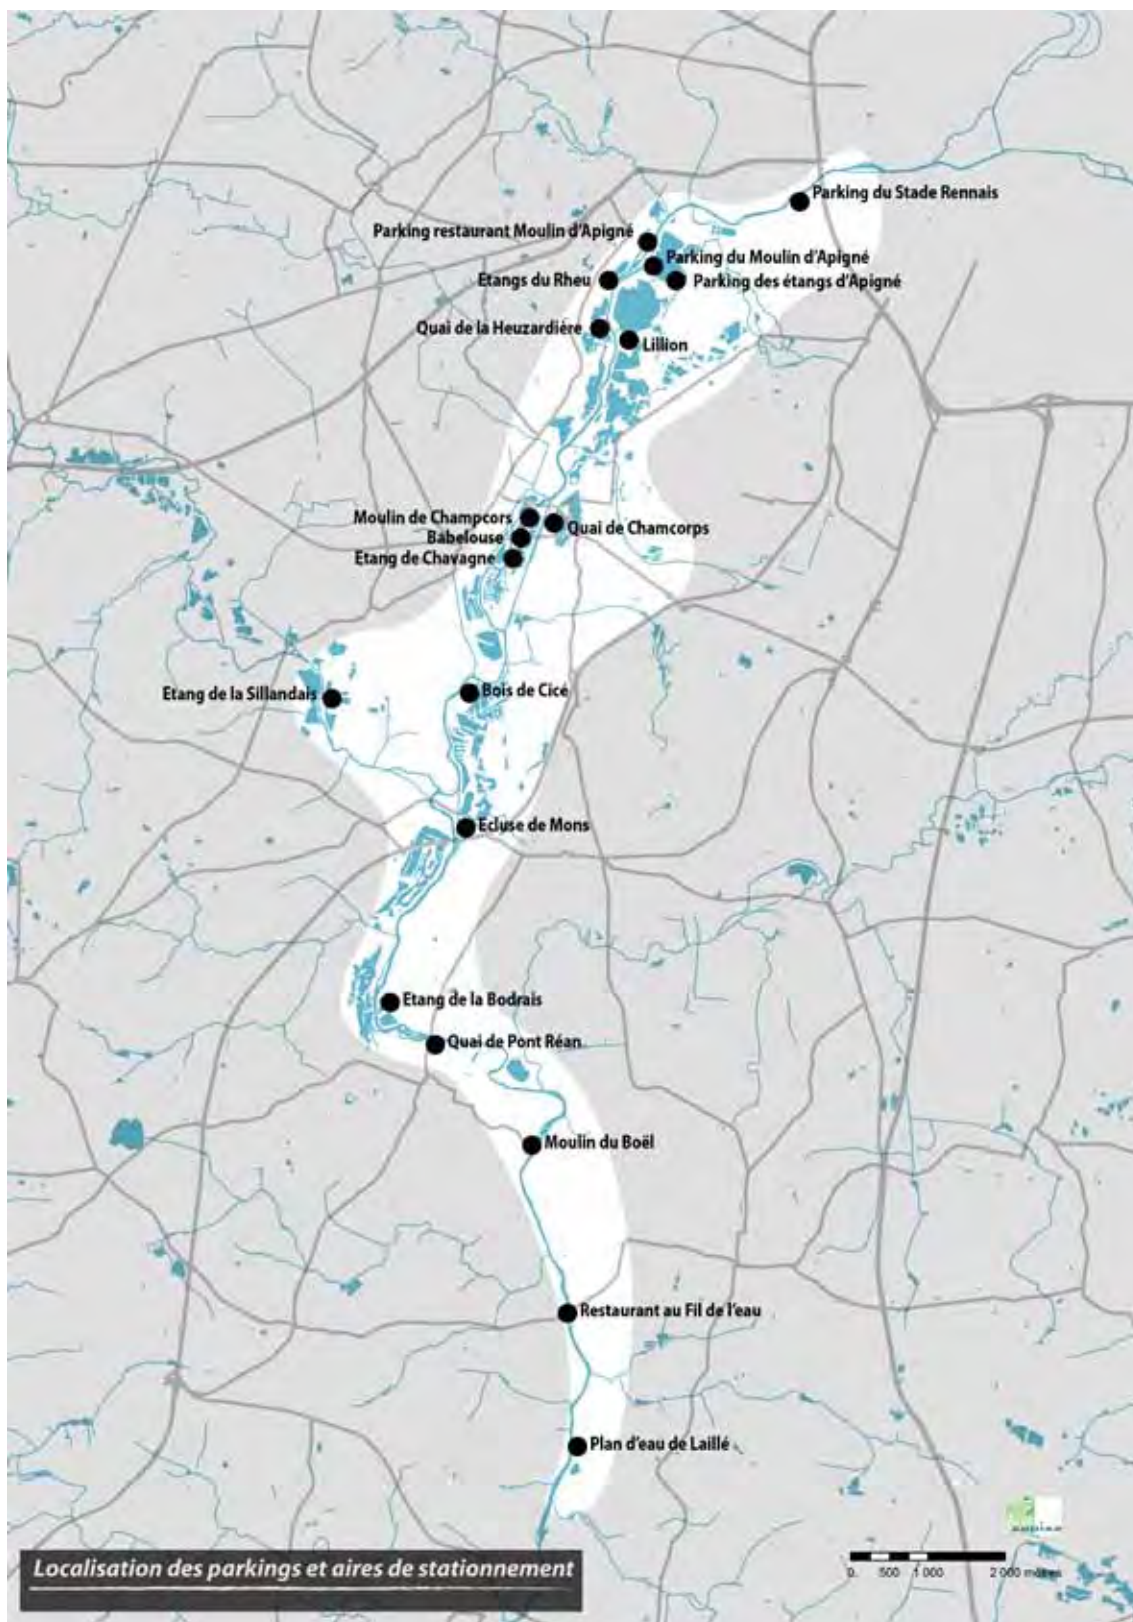 Parking du Stade Rennais
Parking restaurant Moulin d'Apigné
Parking du Moulin d'Apigné
Etangs du Rheu
Parking des étangs d'Apigné
Quai de la Heuzardière
Lillion
Moulin de Champcors
Quai de Chamcorps
Babelouse
Etang de Chavagne
Etang de la Sillandais
Bois de Cicé
Ecluse de Mons
Etang de la Bodrais
Quai de Pont Réan
Moulin du Boël
Restaurant au Fil de l'eau
Plan d'eau de Laillé
Localisation des parkings et aires de stationnement
0 500 1 000 2 000 mètres